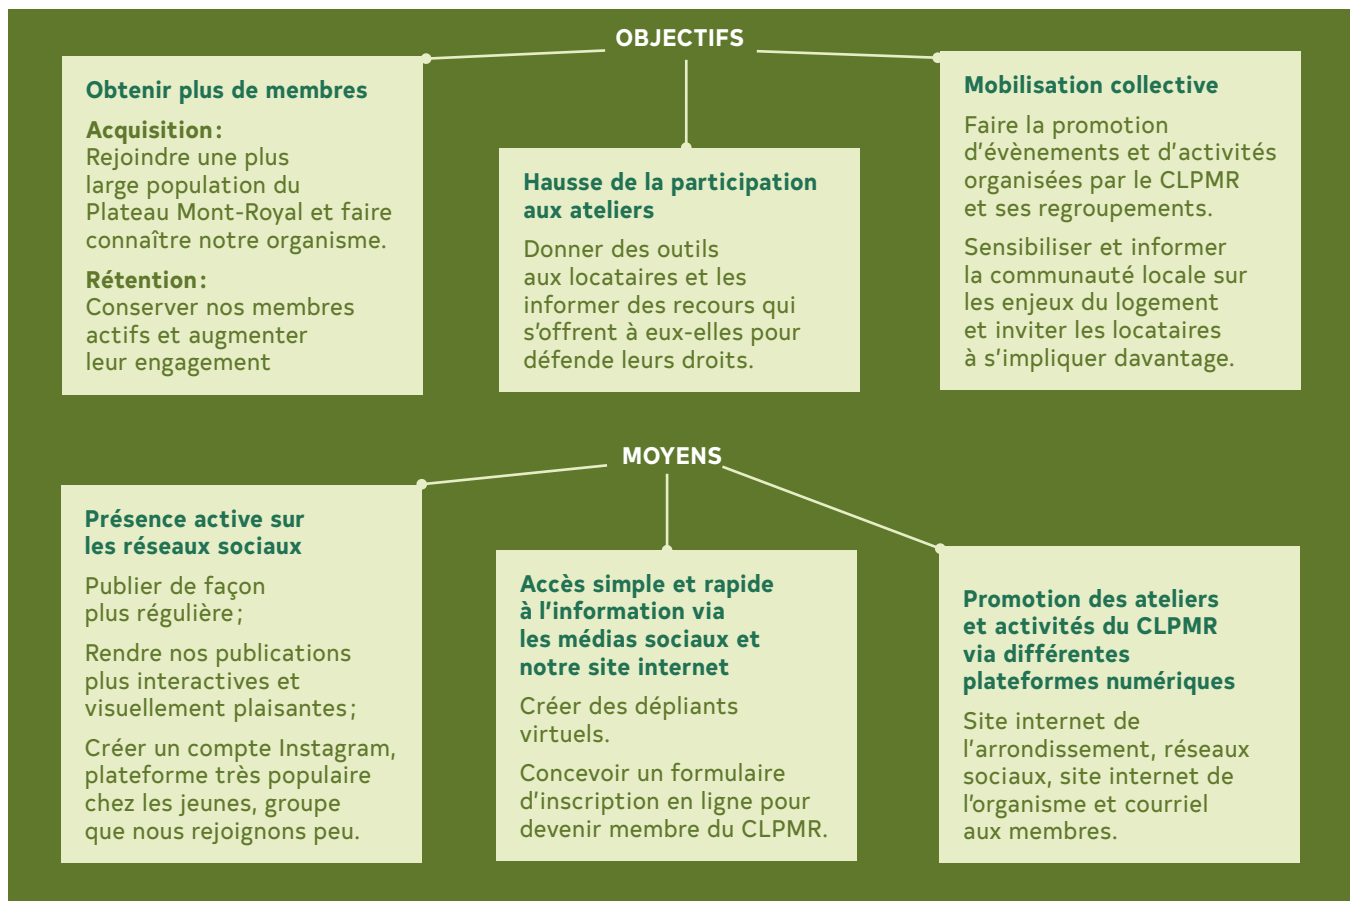 OBJECTIFS
Obtenir plus de membres
Acquisition :
Rejoindre une plus
large population du
Plateau Mont-Royal et faire
connaître notre organisme.
Rétention :
Conserver nos membres
actifs et augmenter
leur engagement
Hausse de la participation
aux ateliers
Donner des outils
aux locataires et les
informer des recours qui
s’offrent à eux-elles pour
défende leurs droits.
Mobilisation collective
Faire la promotion
d’évènements et d’activités
organisées par le CLPMR
et ses regroupements.
Sensibiliser et informer
la communauté locale sur
les enjeux du logement
et inviter les locataires
à s’impliquer davantage.
MOYENS
Présence active sur
les réseaux sociaux
Publier de façon
plus régulière ;
Rendre nos publications
plus interactives et
visuellement plaisantes ;
Créer un compte Instagram,
plateforme très populaire
chez les jeunes, groupe
que nous rejoignons peu.
Accès simple et rapide
à l’information via
les médias sociaux et
notre site internet
Créer des dépliants
virtuels.
Concevoir un formulaire
d’inscription en ligne pour
devenir membre du CLPMR.
Promotion des ateliers
et activités du CLPMR
via différentes
plateformes numériques
Site internet de
l’arrondissement, réseaux
sociaux, site internet de
l’organisme et courriel
aux membres.